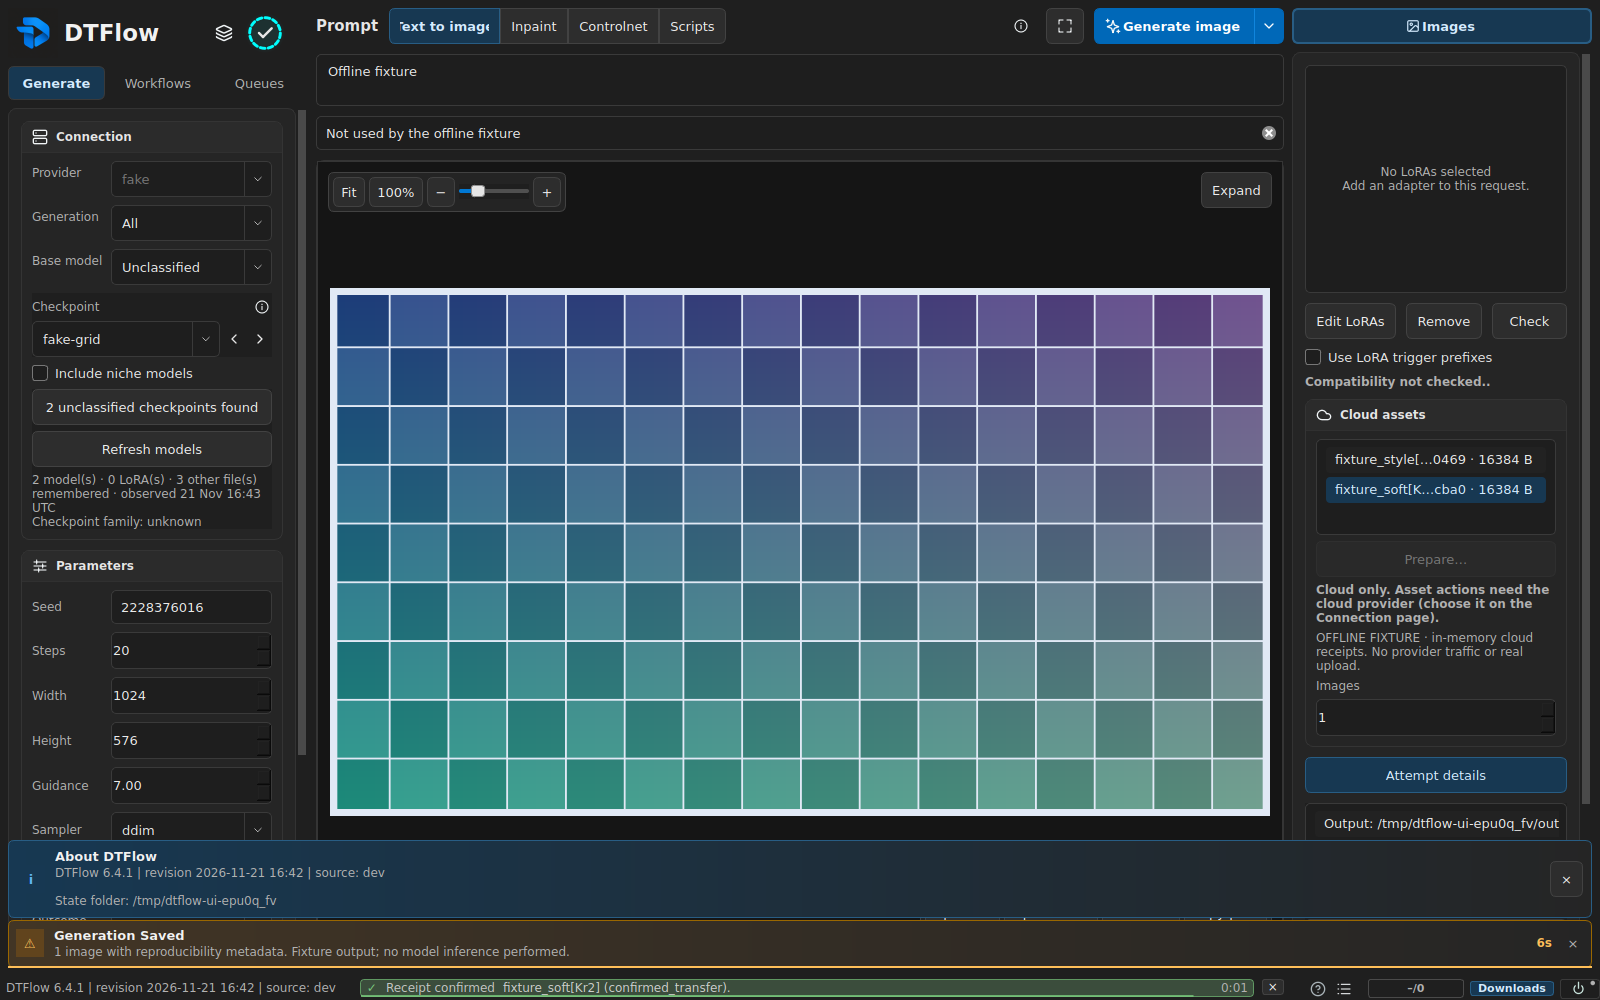 DTFlow
Generate
Workflows
Queues
Connection
Provider
fake
Generation
All
Base model
Unclassified
Checkpoint
fake-grid
Include niche models
2 unclassified checkpoints found
Refresh models
2 model(s) · 0 LoRA(s) · 3 other file(s)
remembered · observed 21 Nov 16:43
UTC
Checkpoint family: unknown
Parameters
Seed
2228376016
Steps
20
Width
1024
Height
576
Guidance
7.00
Sampler
ddim
Prompt
Text to image
Inpaint
Controlnet
Scripts
Generate image
Offline fixture
Not used by the offline fixture
Fit
100%
−
+
Expand
Images
No LoRAs selected
Add an adapter to this request.
Edit LoRAs
Remove
Check
Use LoRA trigger prefixes
Compatibility not checked..
Cloud assets
fixture_style[...0469 · 16384 B
fixture_soft[K...cba0 · 16384 B
Prepare...
Cloud only. Asset actions need the
cloud provider (choose it on the
Connection page).
OFFLINE FIXTURE · in-memory cloud
receipts. No provider traffic or real
upload.
Images
1
Attempt details
Output: /tmp/dtflow-ui-epu0q_fv/out
About DTFlow
DTFlow 6.4.1 | revision 2026-11-21 16:42 | source: dev
State folder: /tmp/dtflow-ui-epu0q_fv
Generation Saved
1 image with reproducibility metadata. Fixture output; no model inference performed.
6s
DTFlow 6.4.1 | revision 2026-11-21 16:42 | source: dev
Receipt confirmed fixture_soft[Kr2] (confirmed_transfer).
0:01
–/0
Downloads